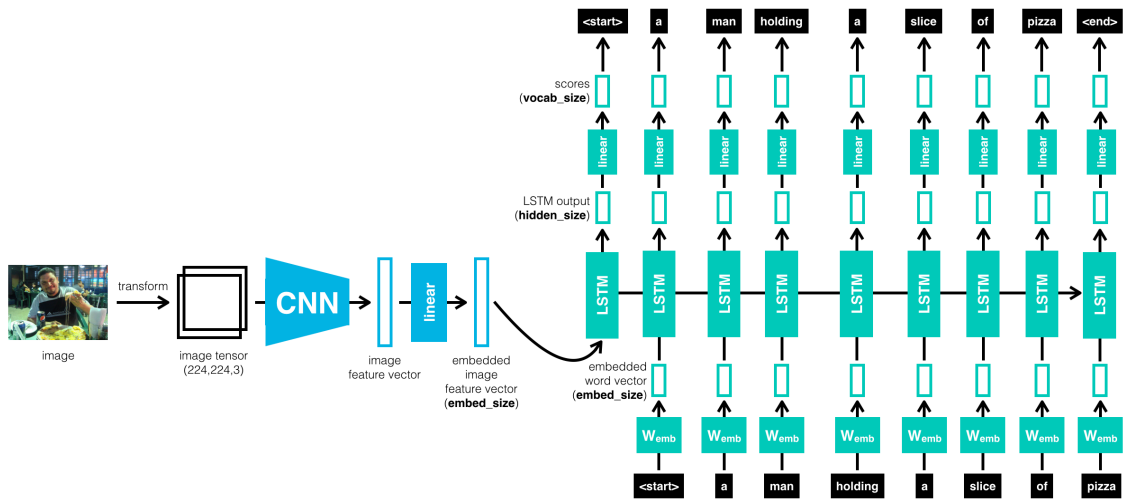 <start> a man holding a slice of pizza <end>
scores
(vocab_size)
linear linear linear linear linear linear linear linear linear
LSTM output
(hidden_size)
LSTM LSTM LSTM LSTM LSTM LSTM LSTM LSTM LSTM
transform
CNN
linear
image
image tensor
(224,224,3)
image
feature vector
embedded
image
feature vector
(embed_size)
embedded
word vector
(embed_size)
Wemb Wemb Wemb Wemb Wemb Wemb Wemb Wemb
<start> a man holding a slice of pizza